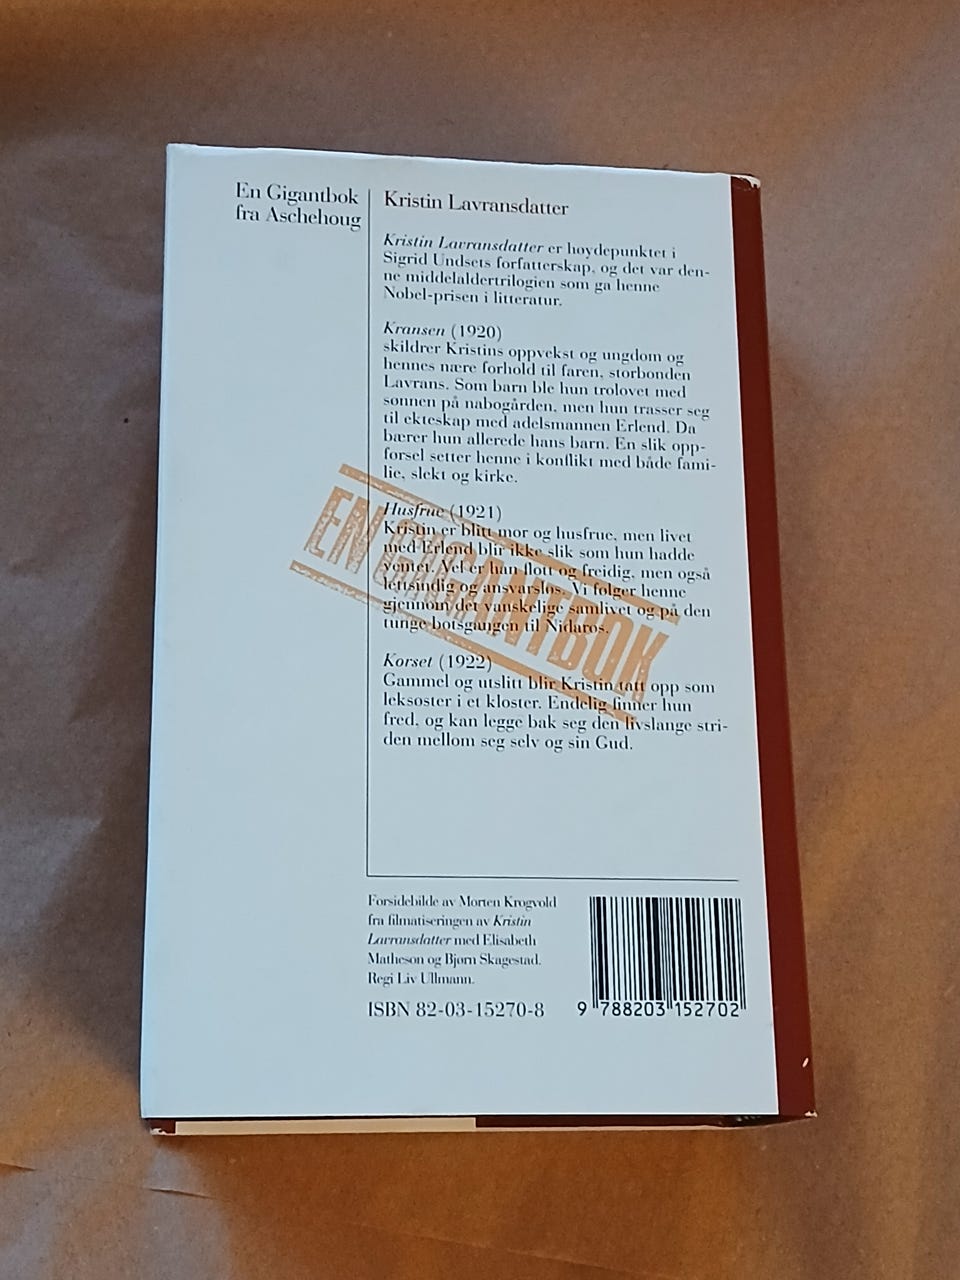 En Gigantbok
fra Aschehoug
Kristin Lavransdatter
Kristin Lavransdatter er høydepunktet i
Sigrid Undsets forfatterskap, og det var den-
ne middelaldertrilogien som ga henne
Nobel-prisen i litteratur.
Kransen (1920)
skildrer Kristins oppvekst og ungdom og
hennes nære forhold til faren, storbonden
Lavrans. Som barn ble hun trolovet med
sønnen på nabogården, men hun trasser seg
til ekteskap med adelsmannen Erlend. Da
bærer hun allerede hans barn. En slik opp-
førsel setter henne i konflikt med både fami-
lie, slekt og kirke.
Husfrue (1921)
Kristin er blitt mor og husfrue, men livet
med Erlend blir ikke slik som hun hadde
ventet. Vel er han flott og freidig, men også
lettsindig og ansvarsløs. Vi følger henne
gjennom det vanskelige samlivet og på den
tunge botsgangen til Nidaros.
EN GIGANTBOK
Korset (1922)
Gammel og utslitt blir Kristin tatt opp som
leksøster i et kloster. Endelig finner hun
fred, og kan legge bak seg den livslange stri-
den mellom seg selv og sin Gud.
Forsidebilde av Morten Krogvold
fra filmatiseringen av Kristin
Lavransdatter med Elisabeth
Matheson og Bjørn Skagestad.
Regi Liv Ullmann.
ISBN 82-03-15270-8
9 788203 152702